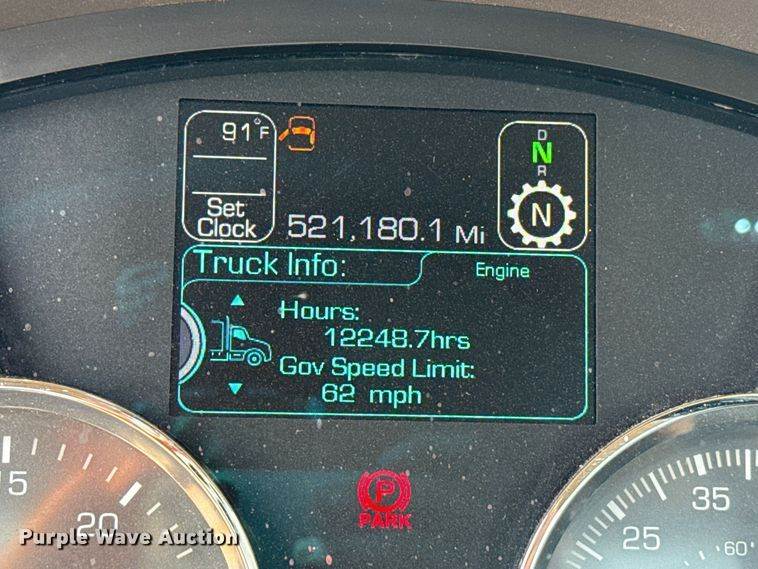 91°F
D
N
R
N
Set
Clock
521,180.1 Mi
Truck Info:
Engine
Hours:
12248.7hrs
Gov Speed Limit:
62 mph
P
PARK
15
20
25
35
60
Purple Wave Auction